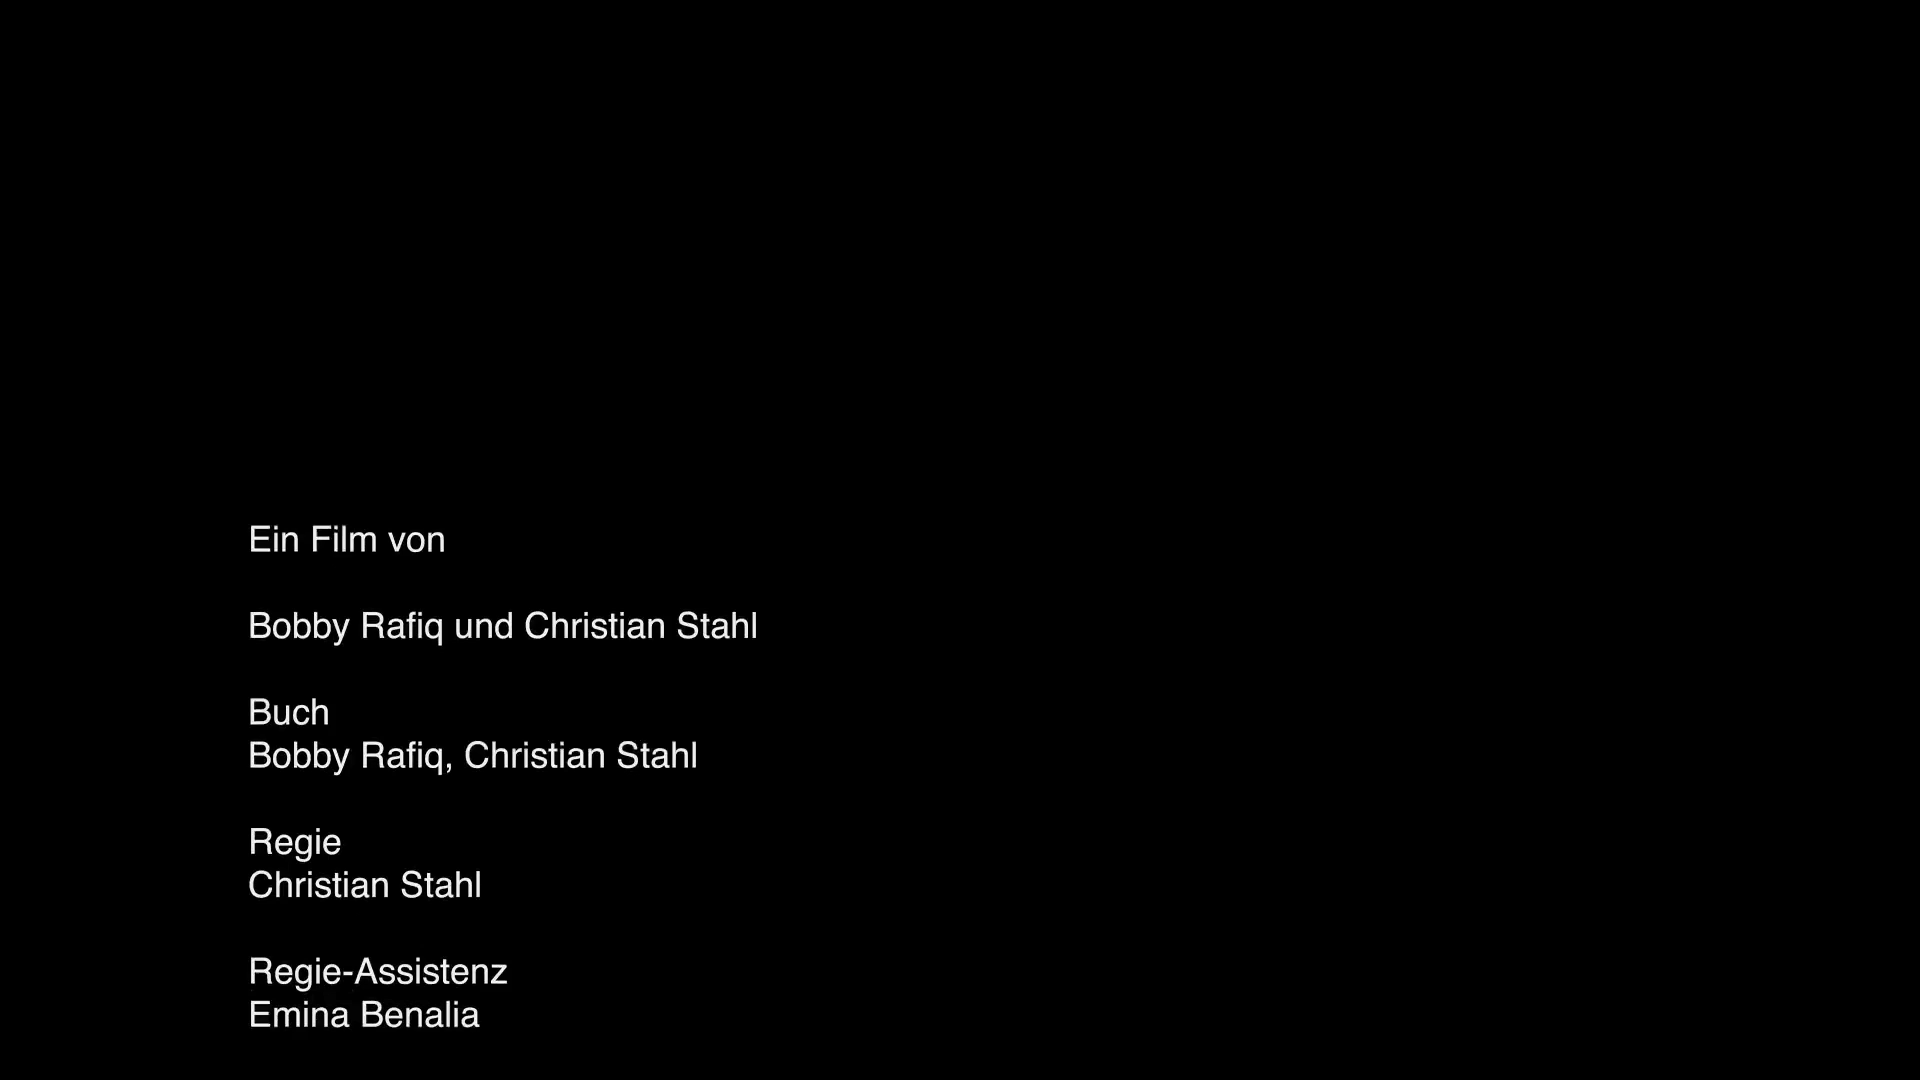 Ein Film von
Bobby Rafiq und Christian Stahl
Buch
Bobby Rafiq, Christian Stahl
Regie
Christian Stahl
Regie-Assistenz
Emina Benalia